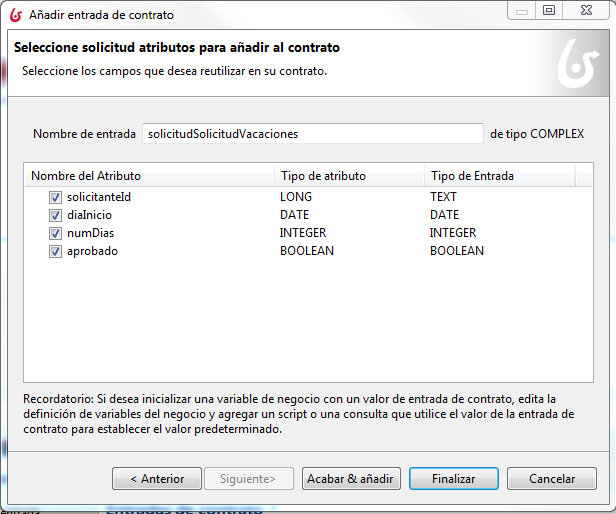 Añadir entrada de contrato
Seleccione solicitud atributos para añadir al contrato
Seleccione los campos que desea reutilizar en su contrato.
Nombre de entrada solicitudSolicitudVacaciones de tipo COMPLEX
Nombre del Atributo Tipo de atributo Tipo de Entrada
solicitanteId LONG TEXT
diaInicio DATE DATE
numDias INTEGER INTEGER
aprobado BOOLEAN BOOLEAN
Recordatorio: Si desea inicializar una variable de negocio con un valor de entrada de contrato, edita la
definición de variables del negocio y agregar un script o una consulta que utilice el valor de la entrada de
contrato para establecer el valor predeterminado.
< Anterior Siguiente> Acabar & añadir Finalizar Cancelar